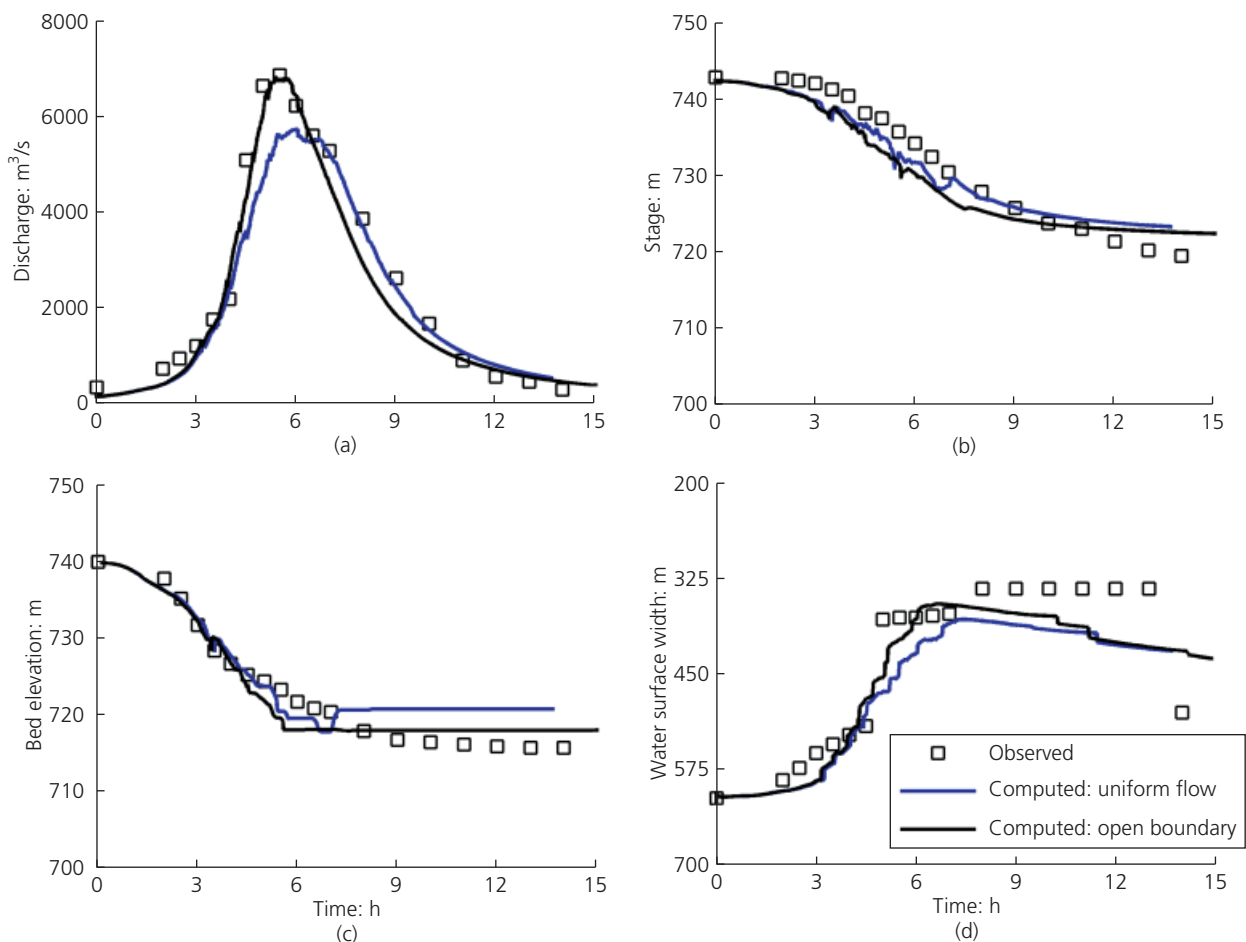 8000
6000
4000
2000
0
Discharge: m³/s
0 3 6 9 12 15
(a)
750
740
730
720
710
700
Stage: m
0 3 6 9 12 15
(b)
750
740
730
720
710
700
Bed elevation: m
0 3 6 9 12 15
Time: h
(c)
200
325
450
575
700
Water surface width: m
Observed
Computed: uniform flow
Computed: open boundary
0 3 6 9 12 15
Time: h
(d)